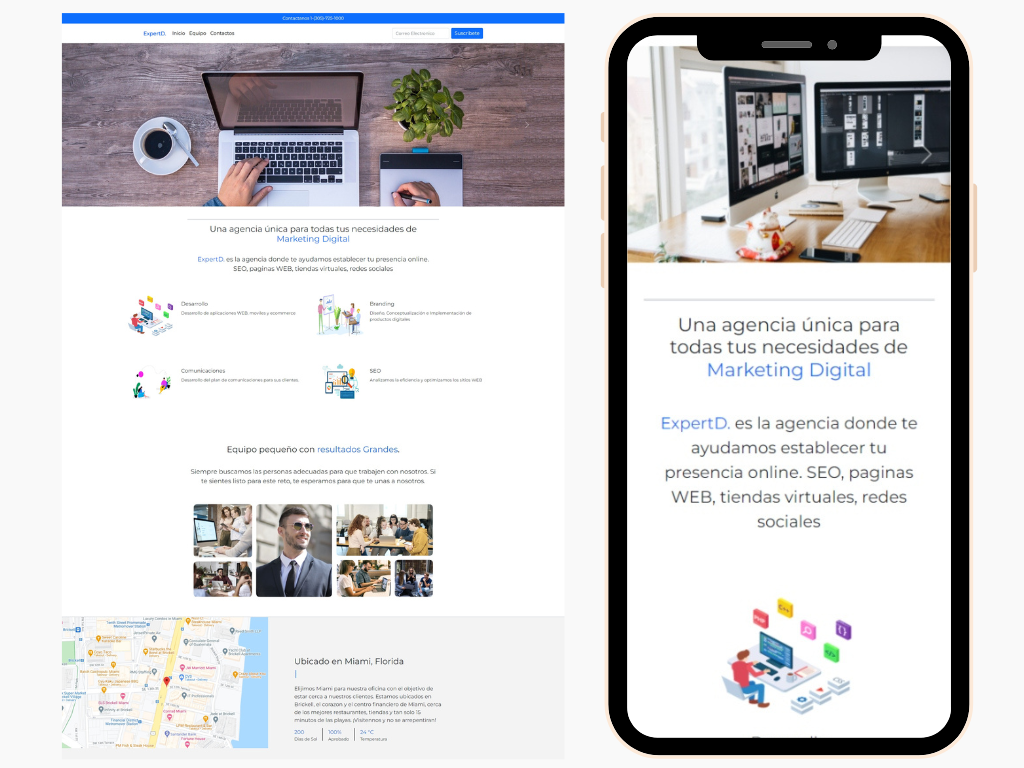 Contactanos 1-(305)-725-1000
ExpertD. Inicio Equipo Contactos
Correo Electronico
Suscribete
Una agencia única para todas tus necesidades de
Marketing Digital
ExpertD. es la agencia donde te ayudamos establecer tu presencia online.
SEO, paginas WEB, tiendas virtuales, redes sociales
Desarrollo
Desarrollo de aplicaciones WEB, moviles y ecommerce
Branding
Diseño, Conceptualización e implementación de
productos digitales
Comunicaciones
Desarrollo del plan de comunicaciones para sus clientes.
SEO
Analizamos la eficiencia y optimizamos los sitios WEB
Equipo pequeño con resultados Grandes.
Siempre buscamos las personas adecuadas para que trabajen con nosotros. Si
te sientes listo para este reto, te esperamos para que te unas a nosotros.
Ubicado en Miami, Florida
Elijimos Miami para nuestra oficina con el objetivo de
estar cerca a nuestros clientes. Estamos ubicados en
Brickell, el corazon y el centro financiero de Miami, cerca
de los mejores restaurantes, tiendas y tan solo 15
minutos de las playas. ¡Visitenos y no se arrepentiran!
200
Dias de Sol
100%
Aprobado
24 °C
Temperatura
Una agencia única para
todas tus necesidades de
Marketing Digital
ExpertD. es la agencia donde te
ayudamos establecer tu
presencia online. SEO, paginas
WEB, tiendas virtuales, redes
sociales
PHP
C++